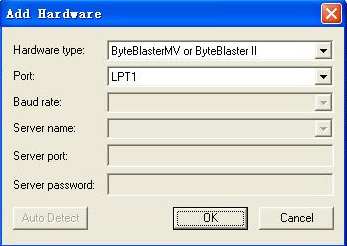 Add Hardware
Hardware type: ByteBlasterMV or ByteBlaster II
Port: LPT1
Baud rate:
Server name:
Server port:
Server password:
Auto Detect OK Cancel